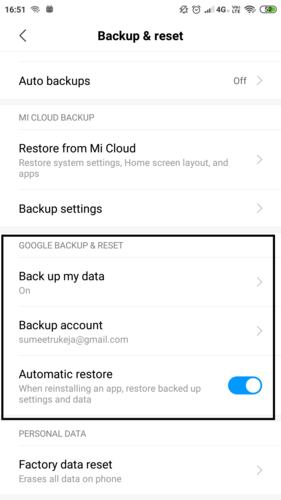 16:51 4G VoLTE 52
Backup & reset
Auto backups Off
MI CLOUD BACKUP
Restore from Mi Cloud
Restore system settings, Home screen layout, and
apps
Backup settings
GOOGLE BACKUP & RESET
Back up my data
On
Backup account
sumeetrukeja@gmail.com
Automatic restore
When reinstalling an app, restore backed up
settings and data
PERSONAL DATA
Factory data reset
Erases all data on phone